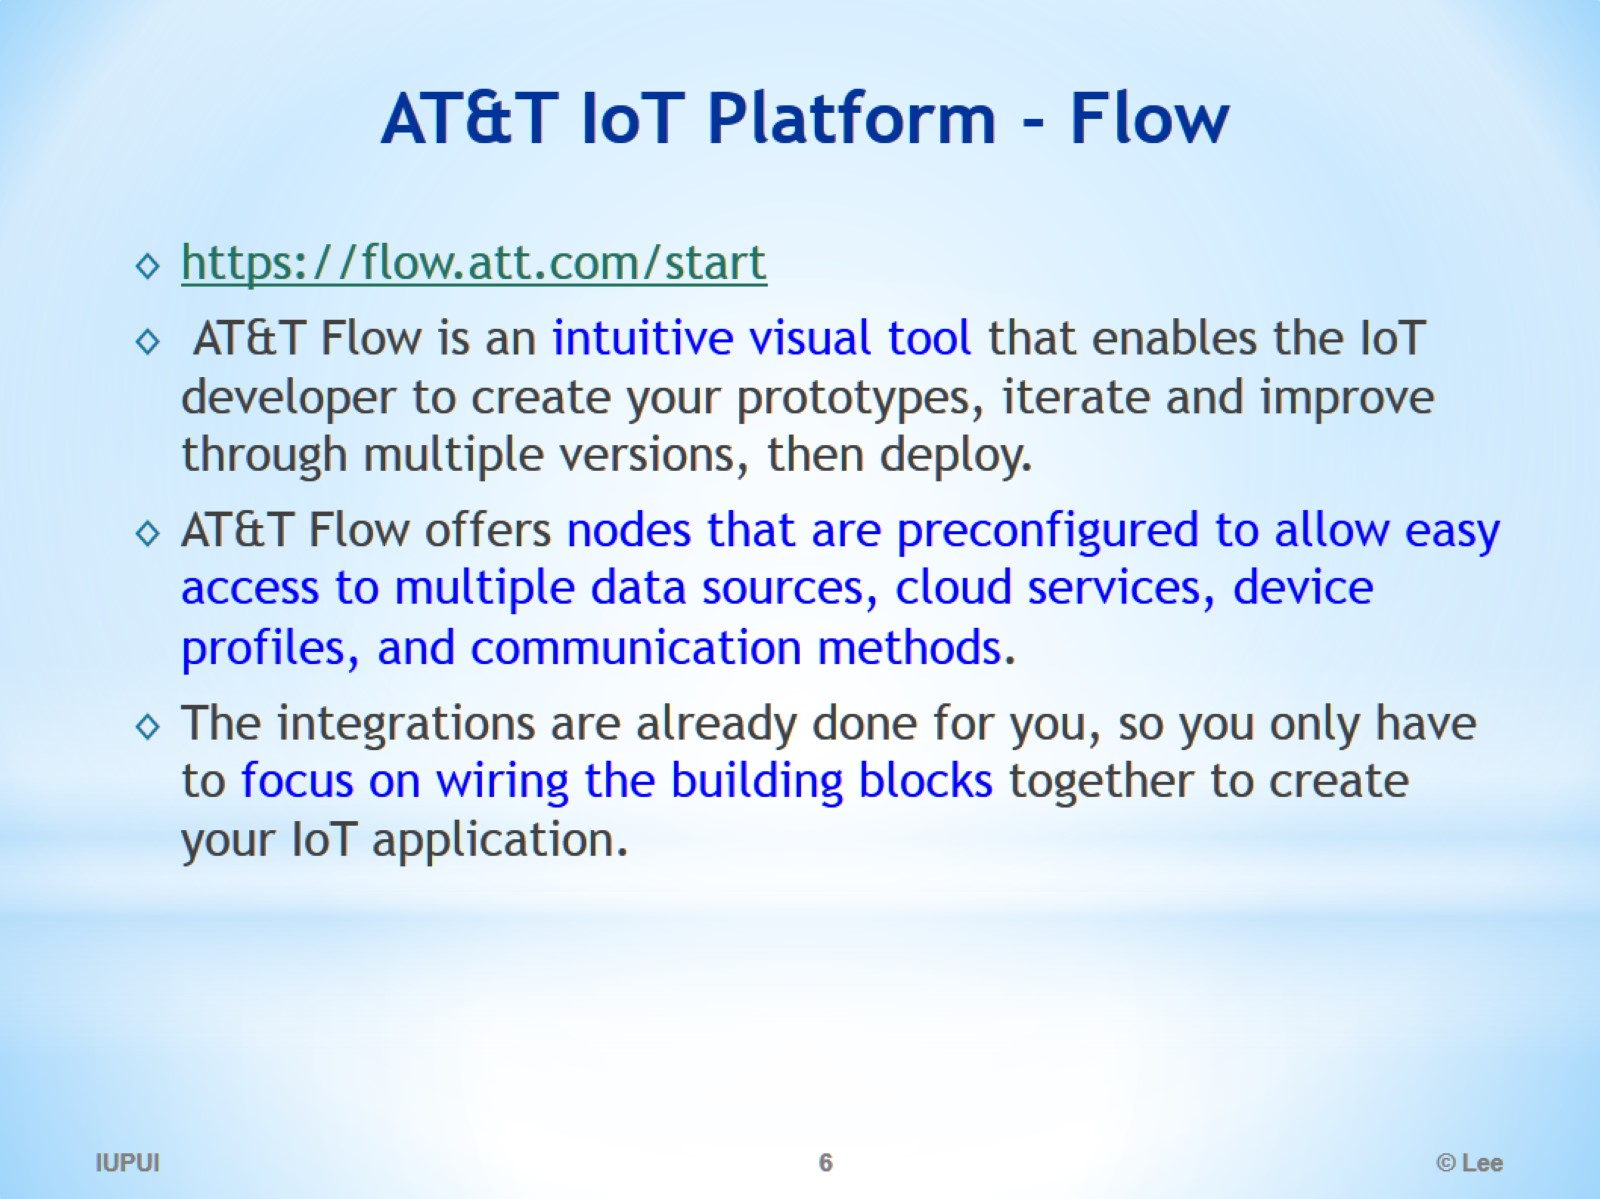 AT&T IoT Platform - Flow
◇ https://flow.att.com/start
◇ AT&T Flow is an intuitive visual tool that enables the IoT
developer to create your prototypes, iterate and improve
through multiple versions, then deploy.
◇ AT&T Flow offers nodes that are preconfigured to allow easy
access to multiple data sources, cloud services, device
profiles, and communication methods.
◇ The integrations are already done for you, so you only have
to focus on wiring the building blocks together to create
your IoT application.
IUPUI 6 © Lee